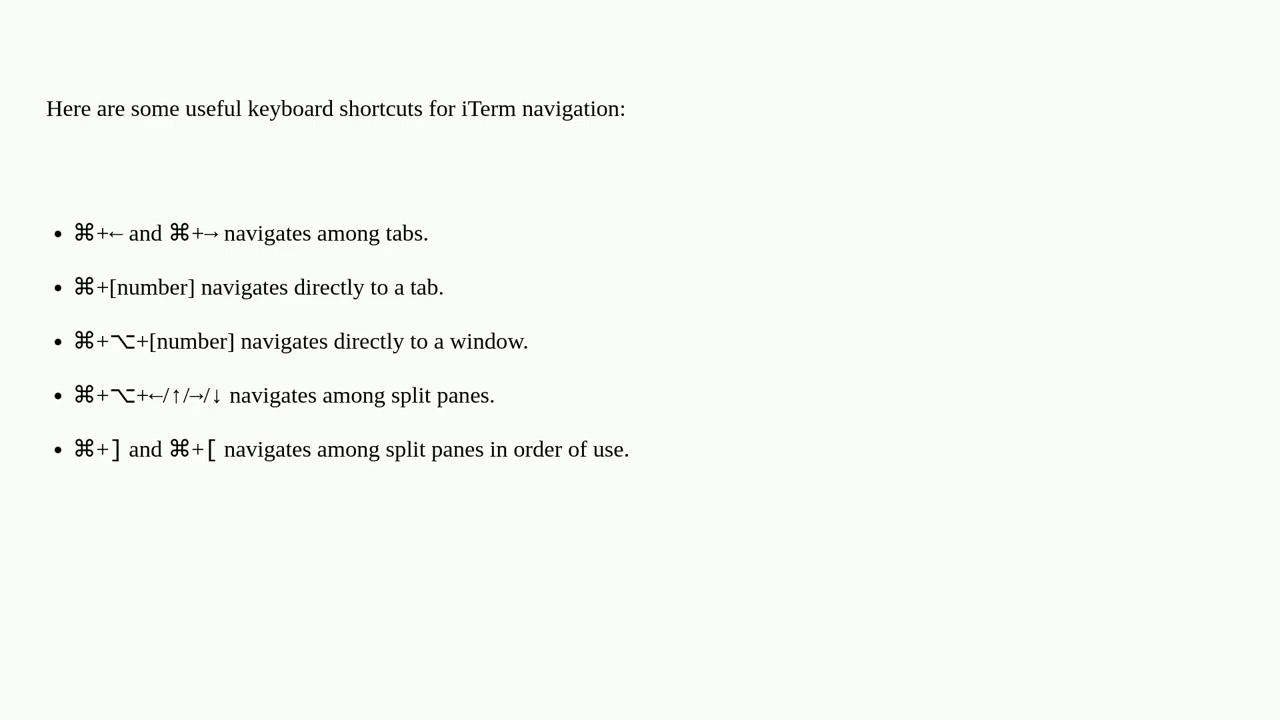 Here are some useful keyboard shortcuts for iTerm navigation:
• ⌘+← and ⌘+→ navigates among tabs.
• ⌘+[number] navigates directly to a tab.
• ⌘+⌥+[number] navigates directly to a window.
• ⌘+⌥+←/↑/→/↓ navigates among split panes.
• ⌘+] and ⌘+[ navigates among split panes in order of use.